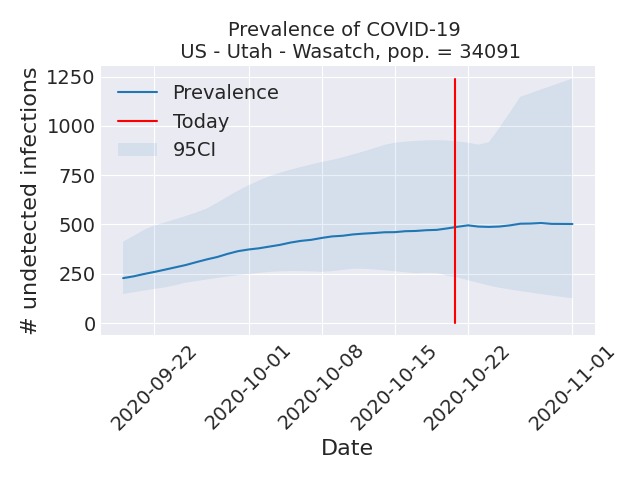 Prevalence of COVID-19
US - Utah - Wasatch, pop. = 34091
# undetected infections
1250
1000
750
500
250
0
Prevalence
Today
95CI
2020-09-22
2020-10-01
2020-10-08
2020-10-15
2020-10-22
2020-11-01
Date